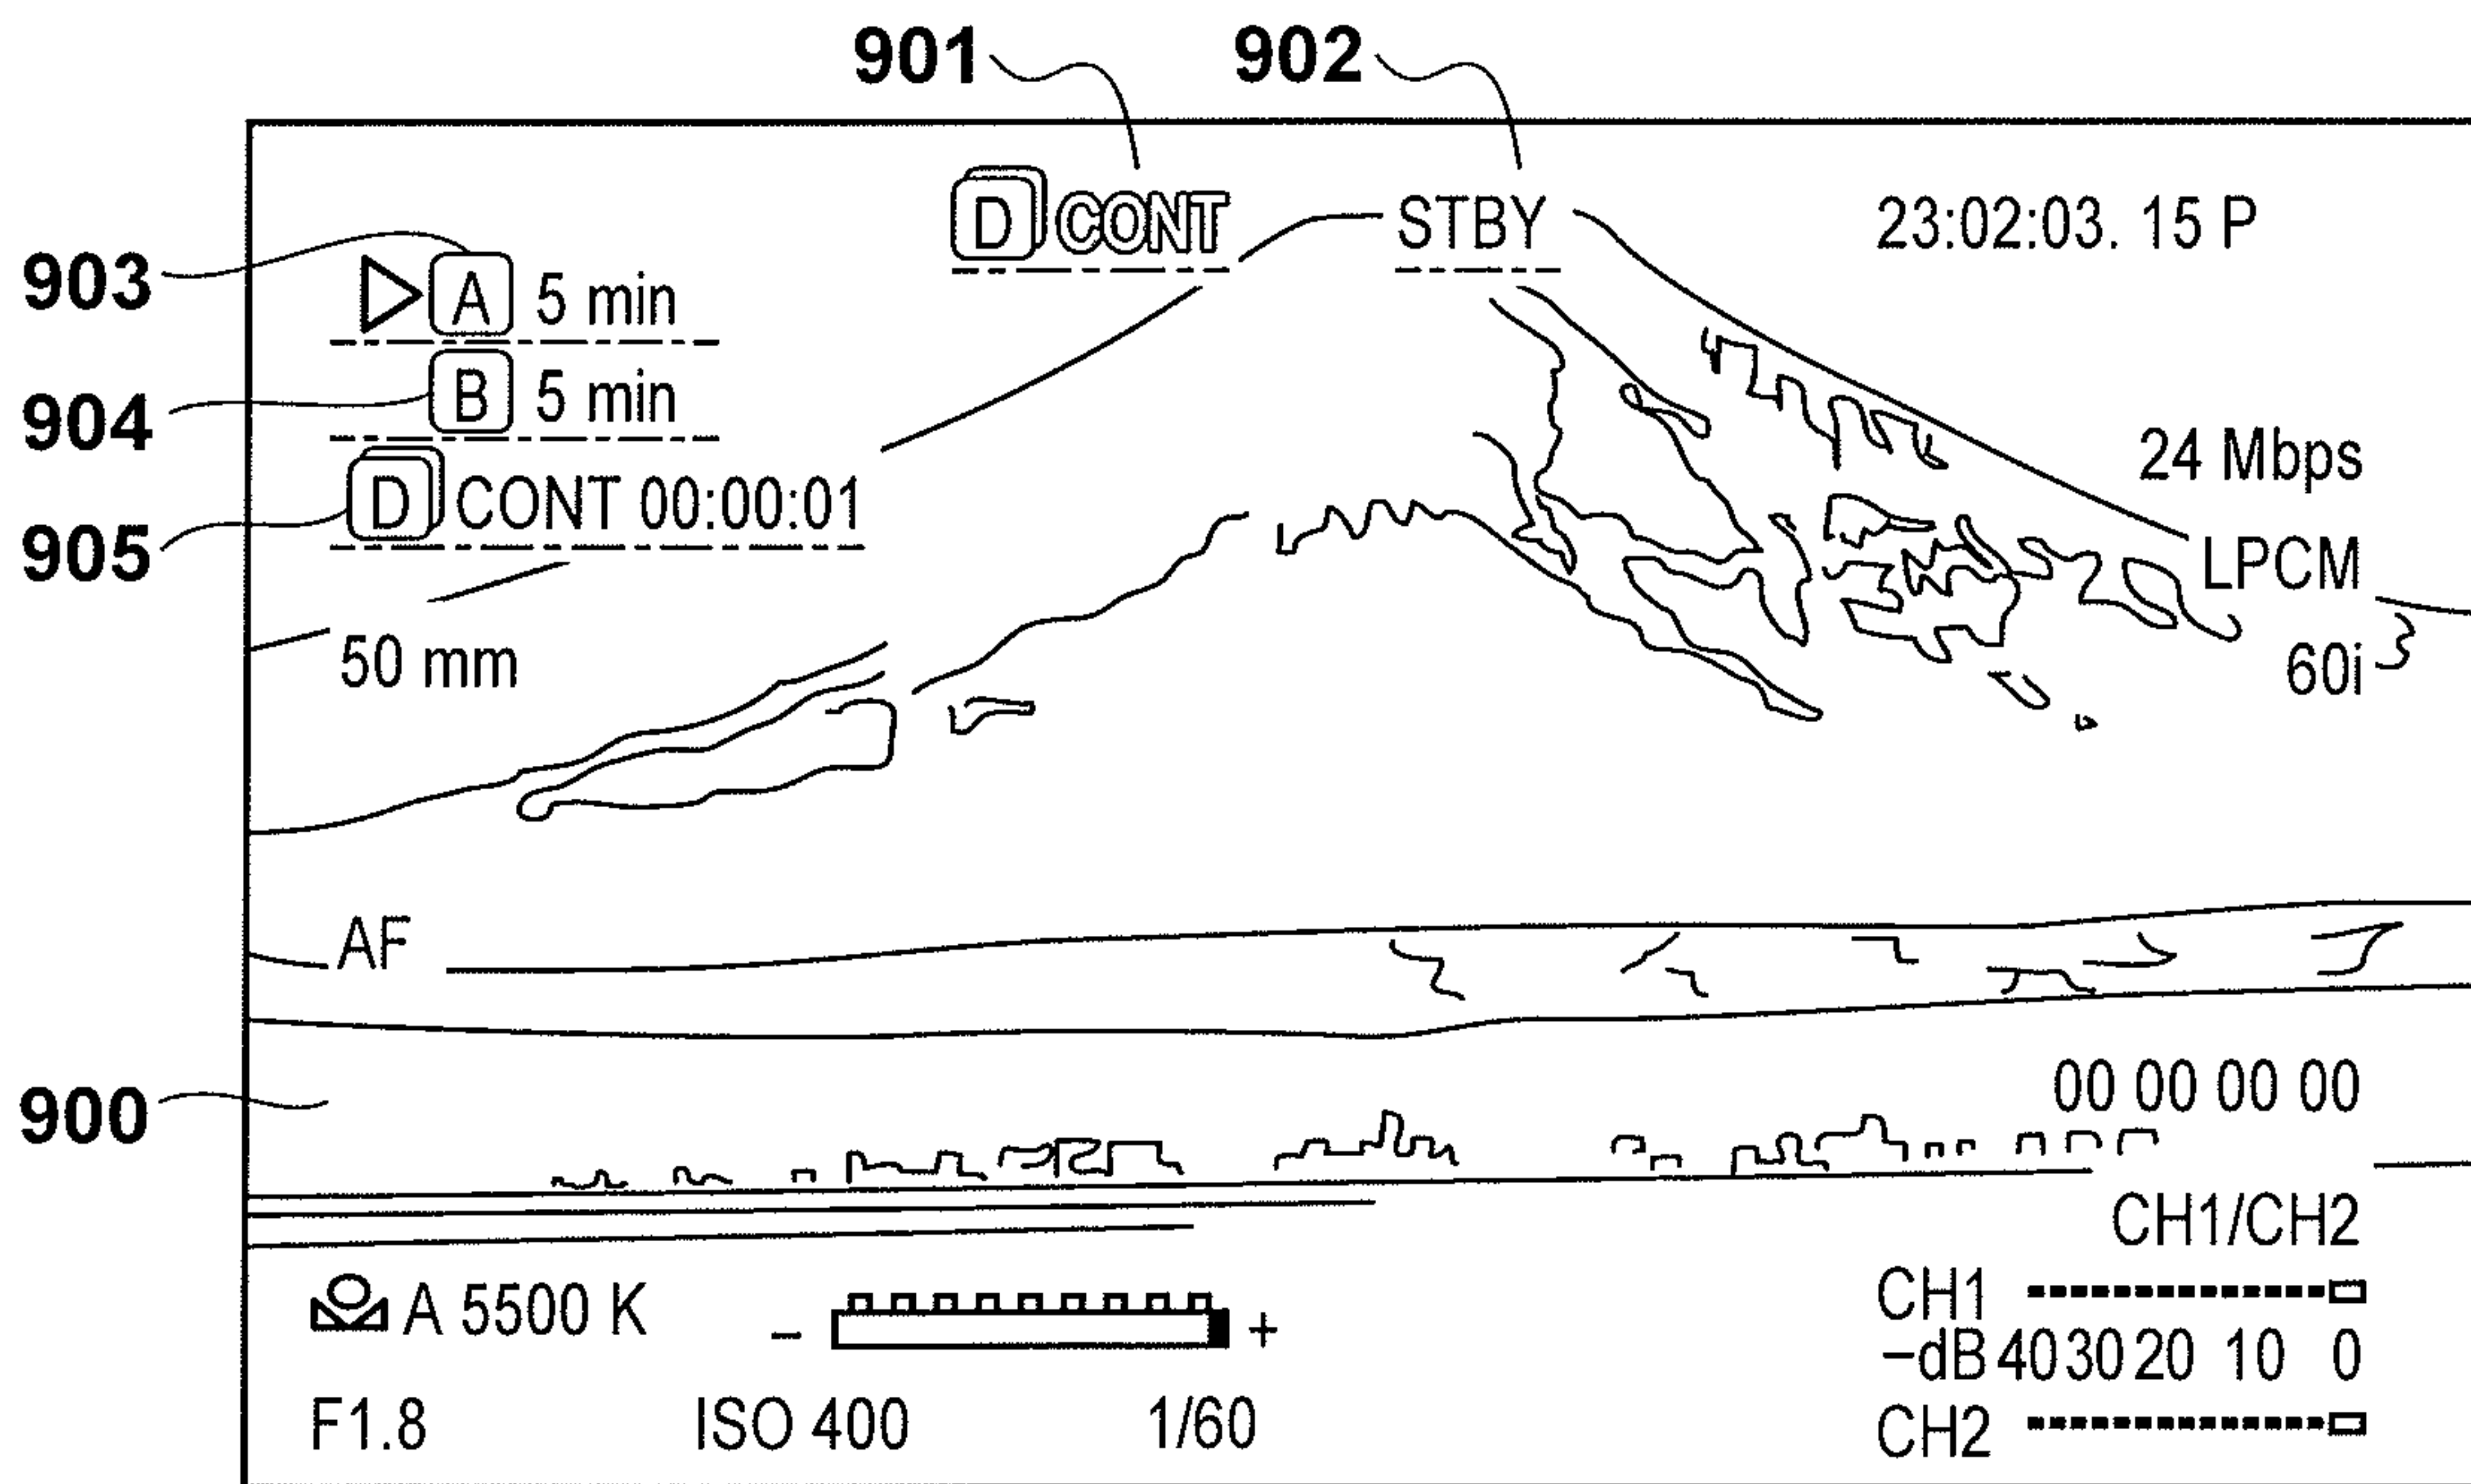 901 902
D CONT STBY 23:02:03. 15 P
903 A 5 min
904 B 5 min
24 Mbps
905 D CONT 00:00:01
LPCM
50 mm 60i
AF
900 00 00 00 00
CH1/CH2
A 5500 K - + CH1
-dB 40 30 20 10 0
F1.8 ISO 400 1/60 CH2